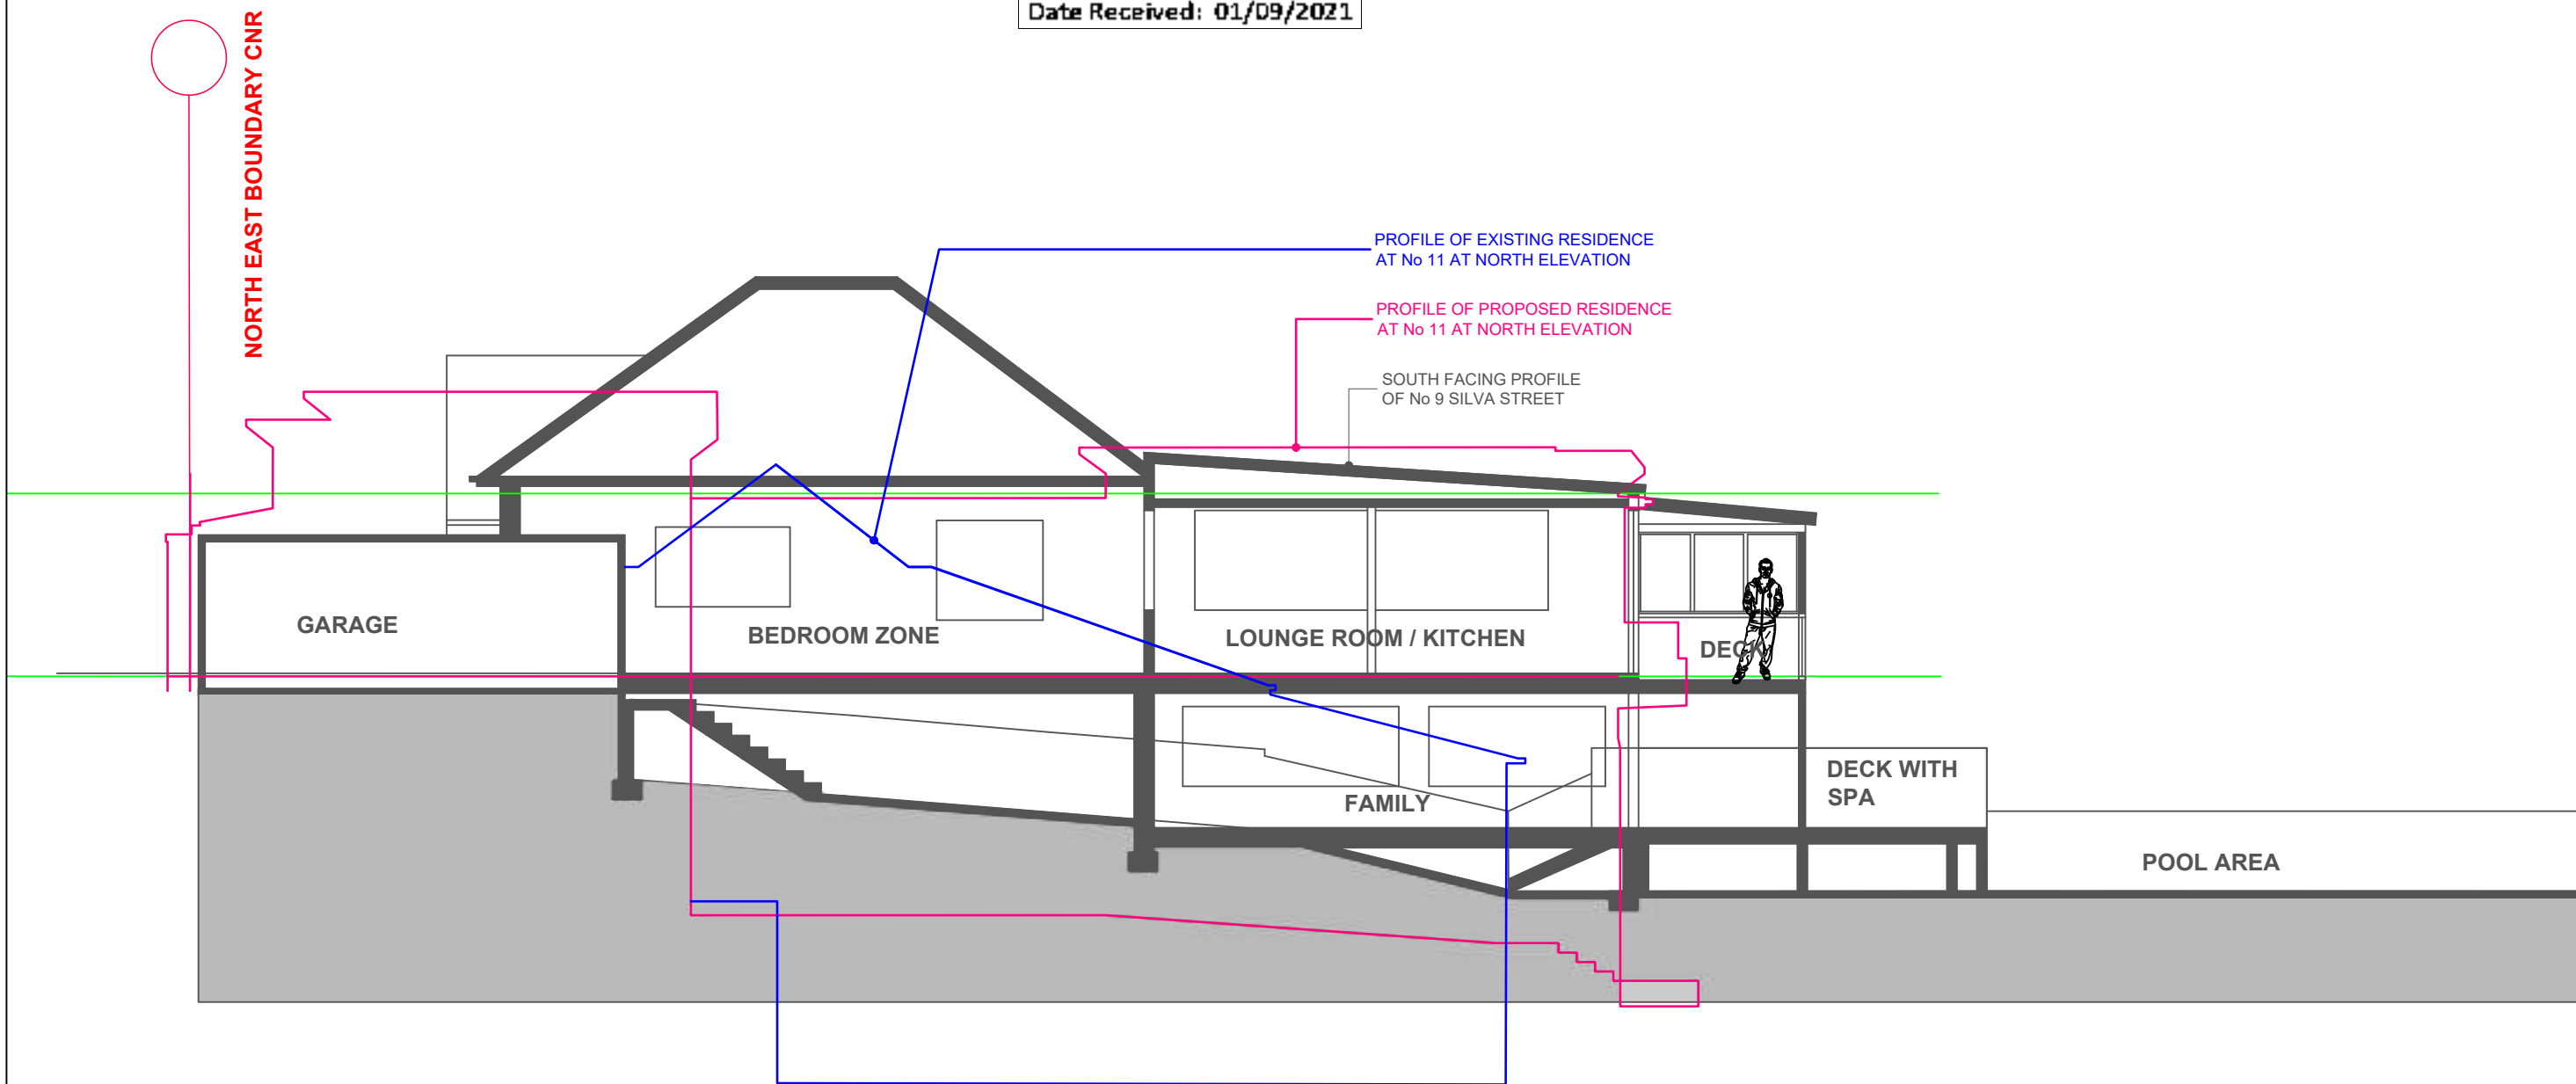 Date Received: 01/09/2021
NORTH EAST BOUNDARY CNR
PROFILE OF EXISTING RESIDENCE
AT No 11 AT NORTH ELEVATION
PROFILE OF PROPOSED RESIDENCE
AT No 11 AT NORTH ELEVATION
SOUTH FACING PROFILE
OF No 9 SILVA STREET
GARAGE
BEDROOM ZONE
LOUNGE ROOM / KITCHEN
DECK
DECK WITH
SPA
FAMILY
POOL AREA